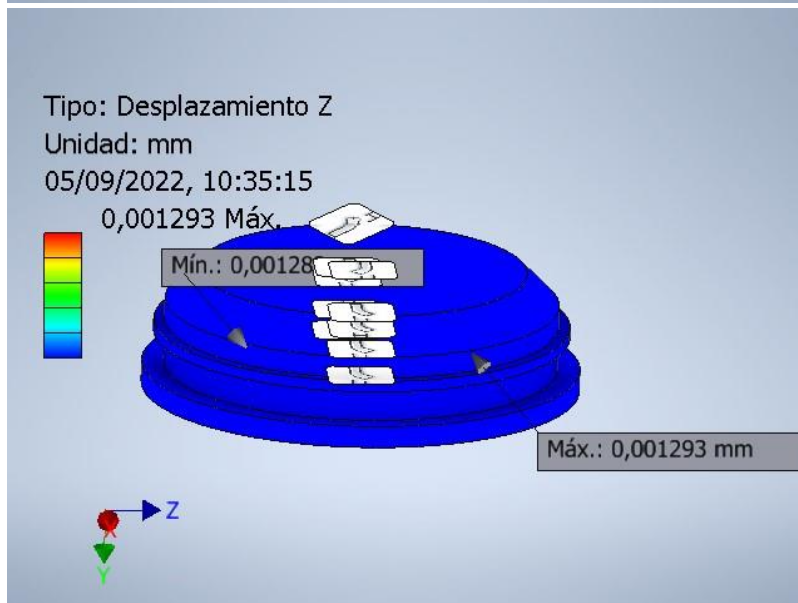 Tipo: Desplazamiento Z
Unidad: mm
05/09/2022, 10:35:15
0,001293 Máx.
Mín.: 0,00128
Máx.: 0,001293 mm
Z
X
Y